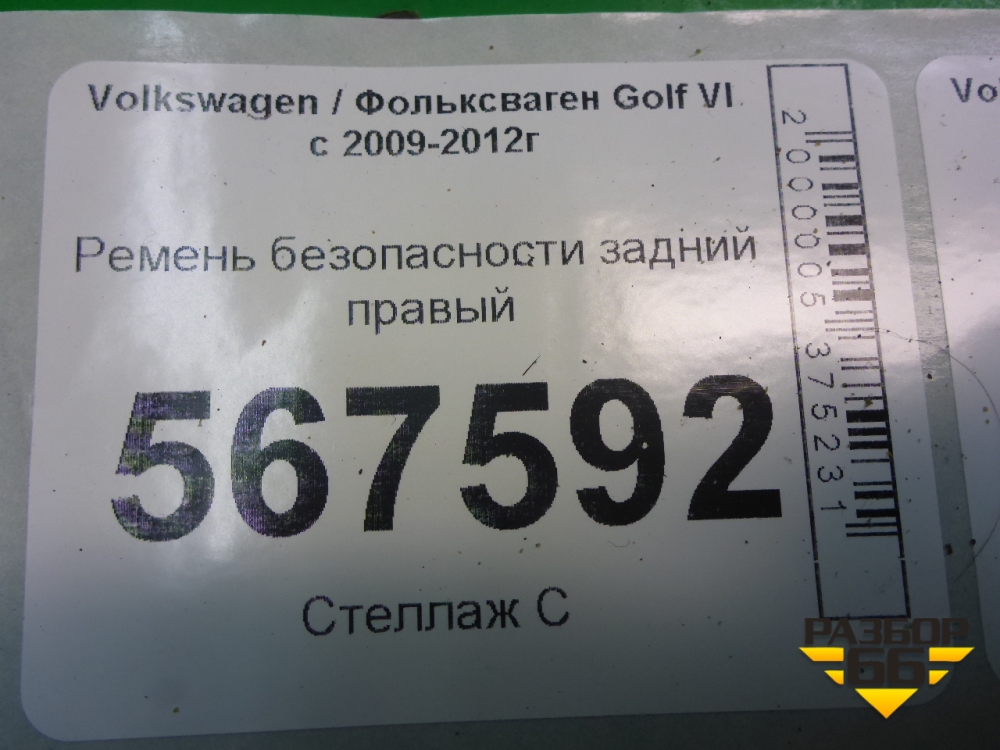 Volkswagen / Фольксваген Golf VI
с 2009-2012г
Ремень безопасности задний
правый
567592
Стеллаж С
2000005375231
Vo
РАЗБОР
66